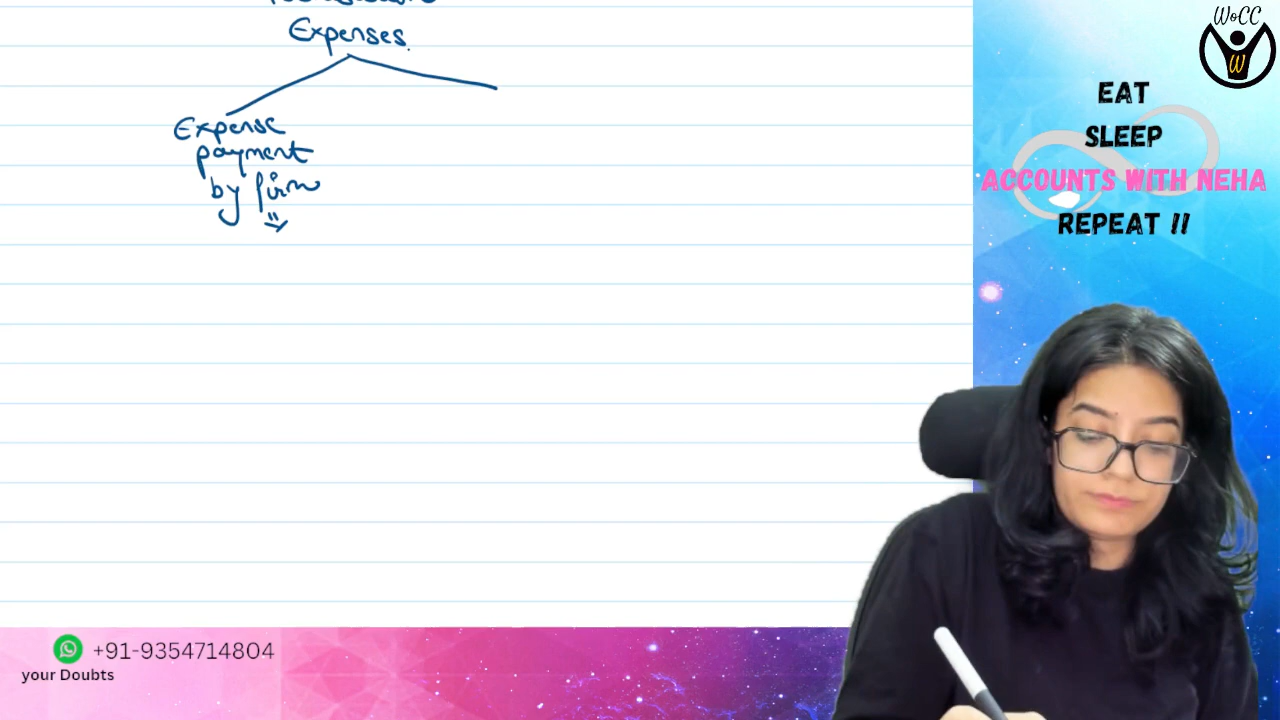 Expenses.
Expense
payment
by firm
WOCC
W
EAT
SLEEP
ACCOUNTS WITH NEHA
REPEAT !!
+91-9354714804
your Doubts